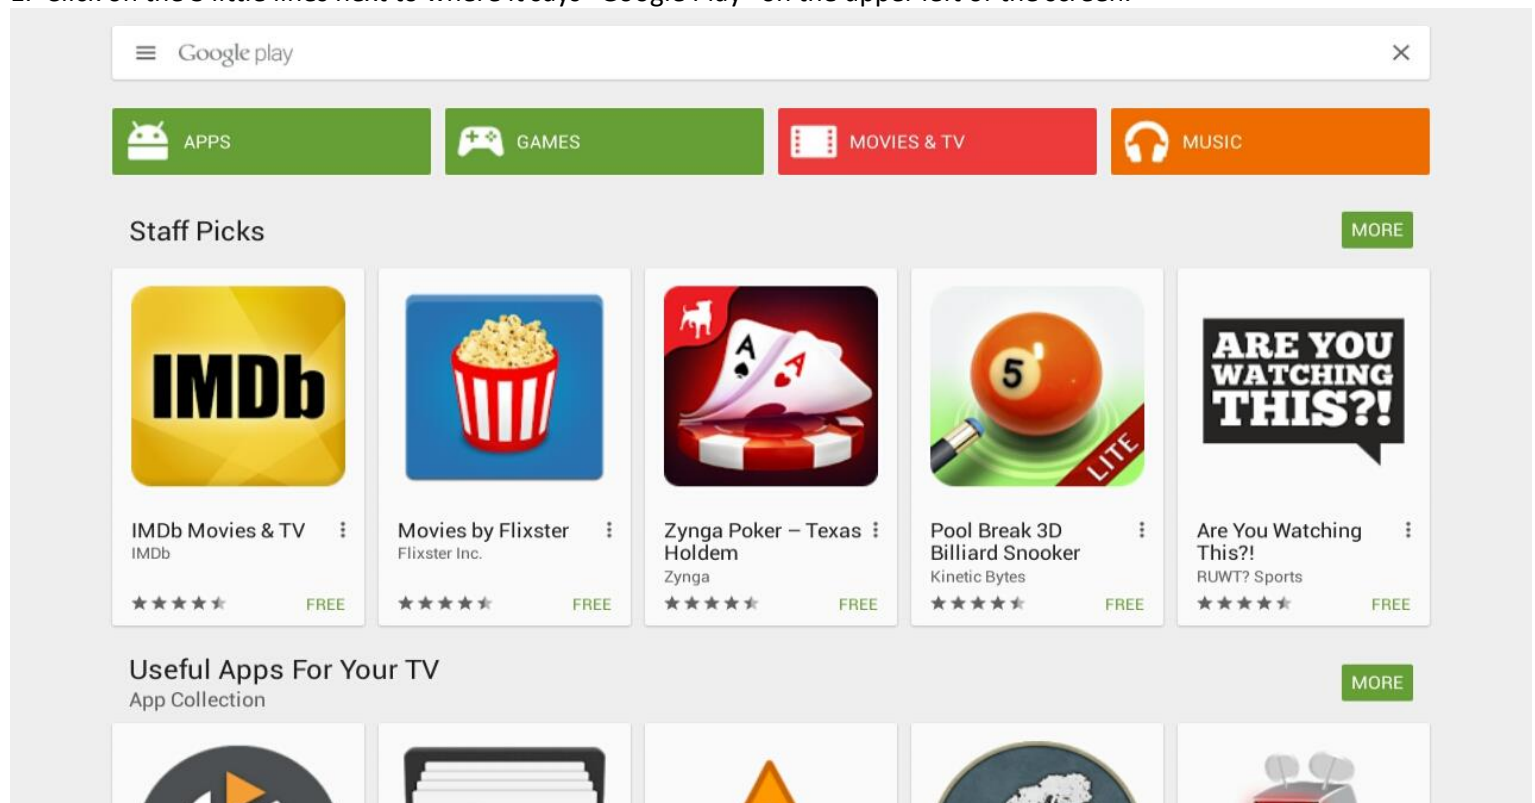 Google play
APPS
GAMES
MOVIES & TV
MUSIC
Staff Picks
MORE
IMDb
ARE YOU
WATCHING
THIS?!
5
LITE
A
A
IMDb Movies & TV
IMDb
FREE
Movies by Flixster
Flixster Inc.
FREE
Zynga Poker – Texas
Holdem
Zynga
FREE
Pool Break 3D
Billiard Snooker
Kinetic Bytes
FREE
Are You Watching
This?!
RUWT? Sports
FREE
Useful Apps For Your TV
App Collection
MORE